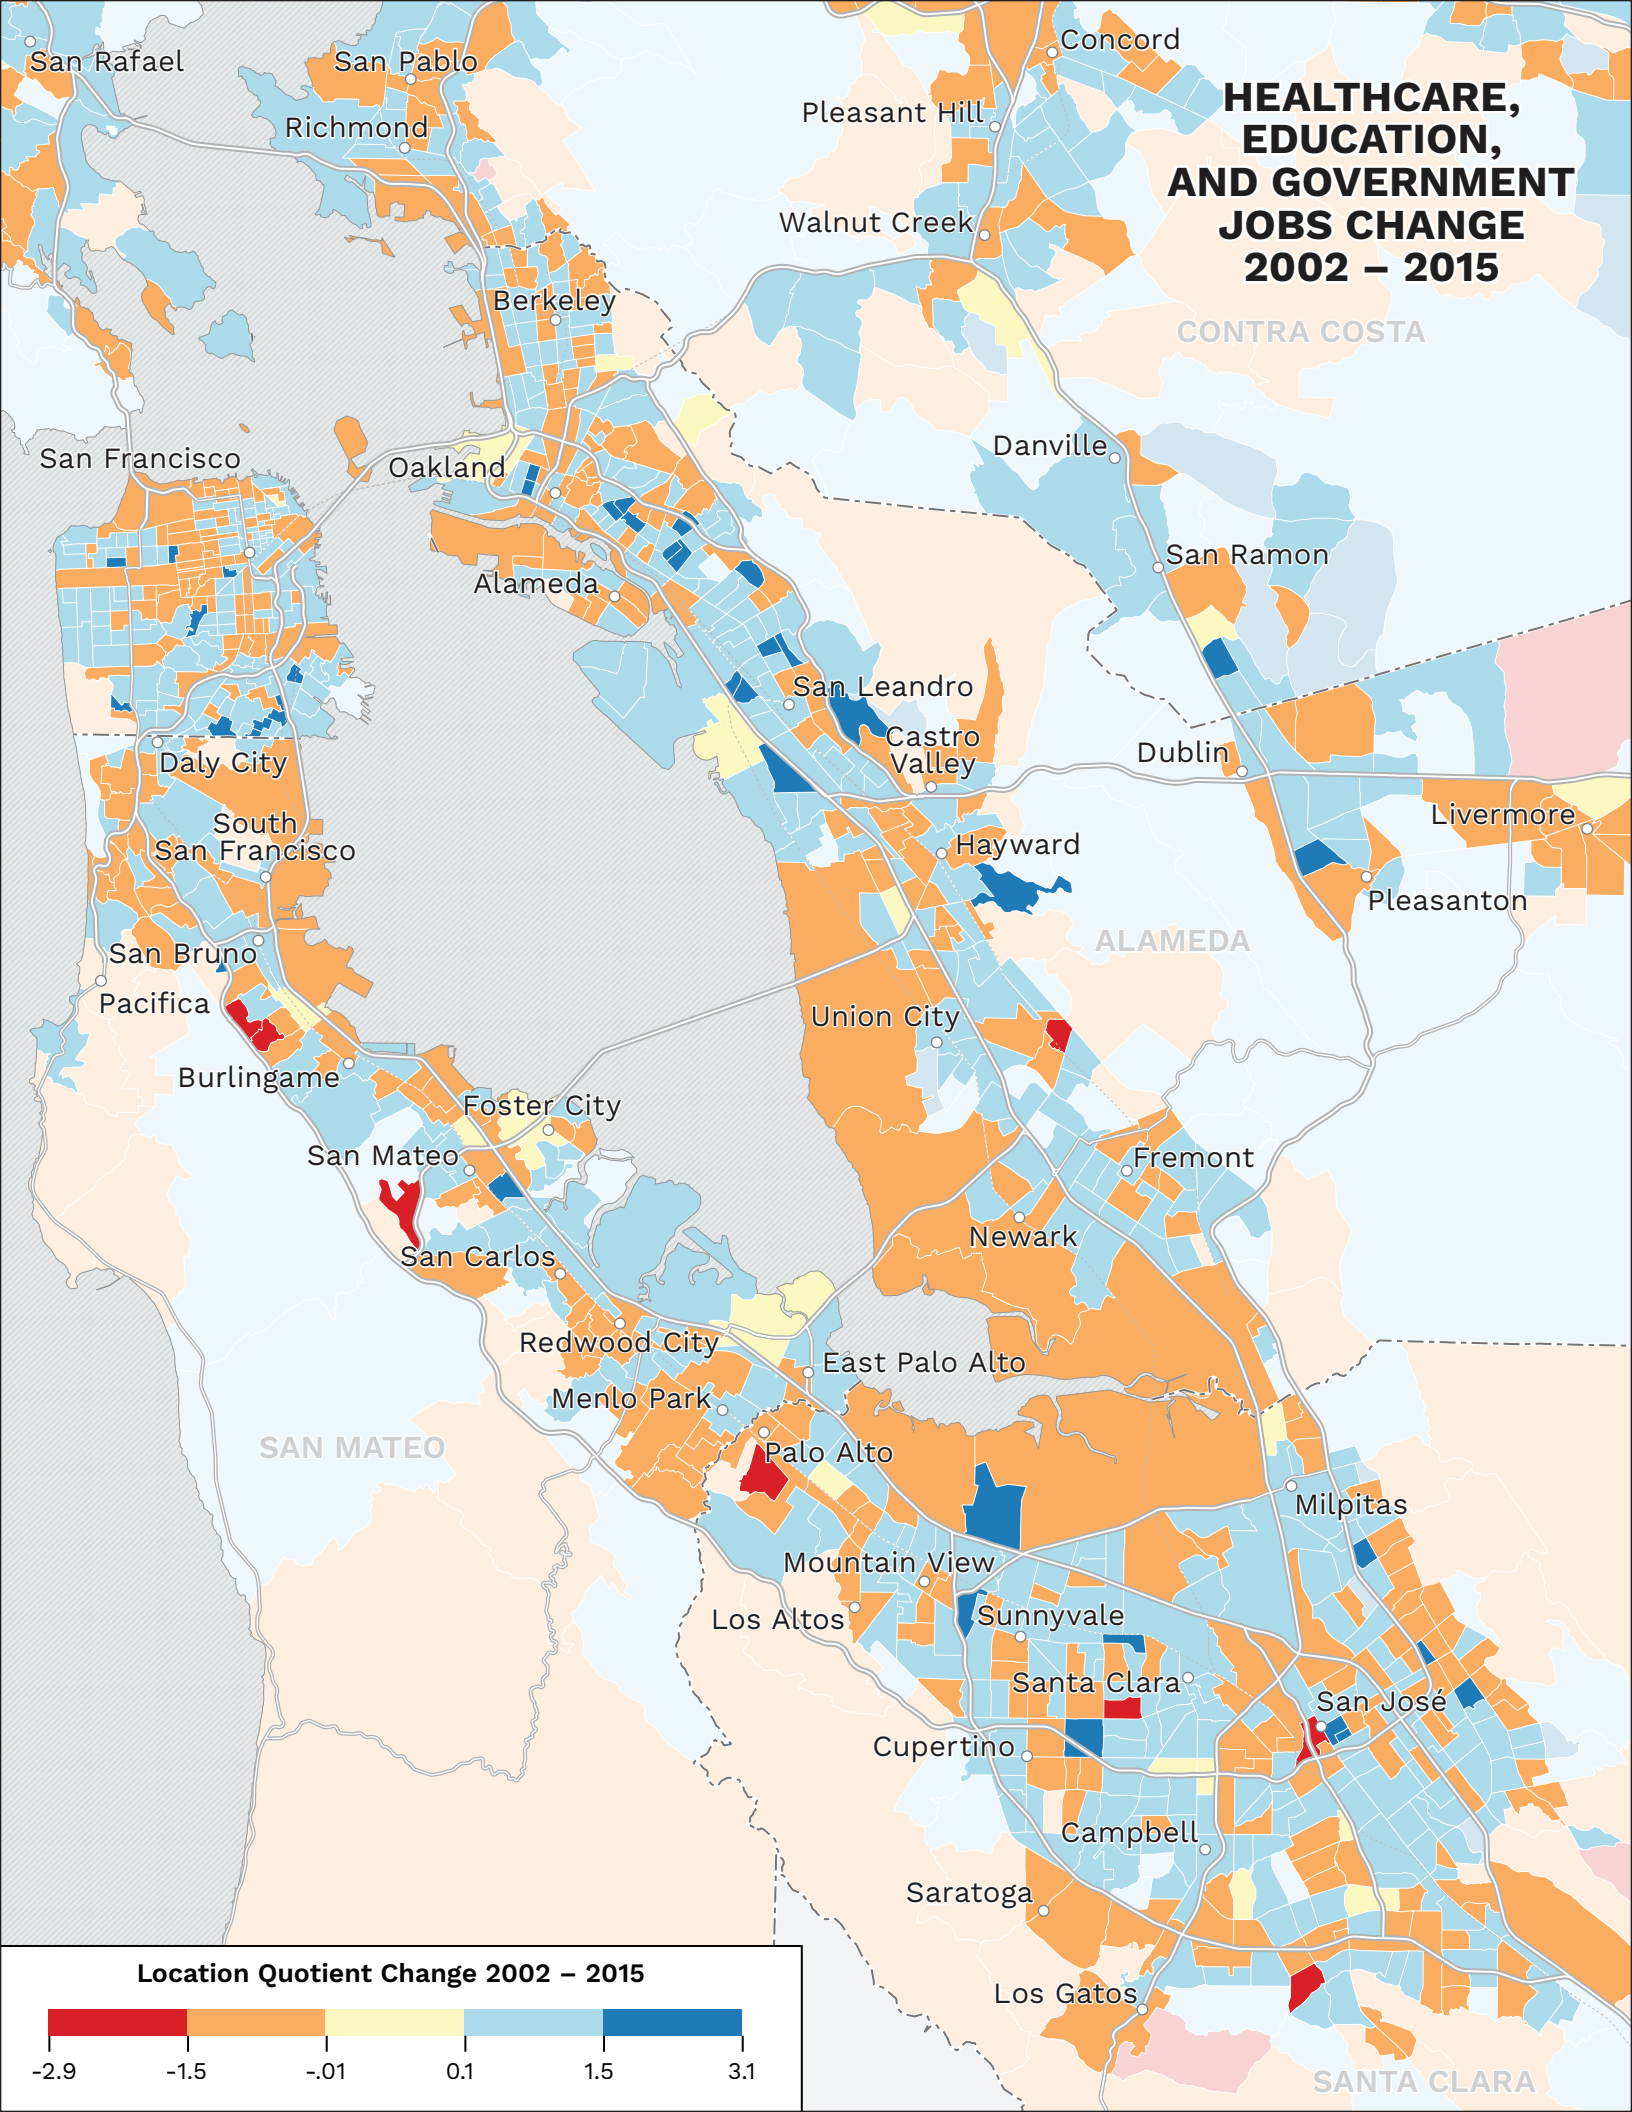 HEALTHCARE,
EDUCATION,
AND GOVERNMENT
JOBS CHANGE
2002 – 2015
San Rafael
San Pablo
Concord
Richmond
Pleasant Hill
Walnut Creek
Berkeley
CONTRA COSTA
San Francisco
Oakland
Danville
Alameda
San Ramon
San Leandro
Castro
Valley
Daly City
Dublin
South
San Francisco
Livermore
Hayward
Pleasanton
San Bruno
ALAMEDA
Pacifica
Union City
Burlingame
Foster City
San Mateo
Fremont
Newark
San Carlos
Redwood City
East Palo Alto
Menlo Park
SAN MATEO
Palo Alto
Milpitas
Mountain View
Los Altos
Sunnyvale
Santa Clara
San José
Cupertino
Campbell
Saratoga
Los Gatos
SANTA CLARA
Location Quotient Change 2002 – 2015
-2.9 -1.5 -.01 0.1 1.5 3.1